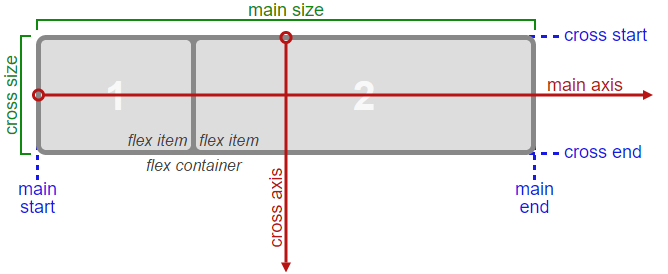 main size
cross start
cross size
1
2
main axis
flex item
flex item
cross end
flex container
cross axis
main
start
main
end